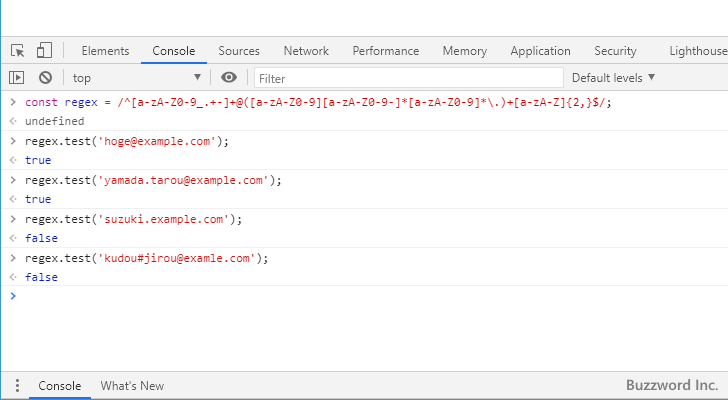 Elements Console Sources Network Performance Memory Application Security Lighthouse
top ▼ Filter Default levels ▼
> const regex = /^[a-zA-Z0-9_.+-]+@([a-zA-Z0-9][a-zA-Z0-9-]*[a-zA-Z0-9]*\.)+[a-zA-Z]{2,}$/;
undefined
> regex.test('hoge@example.com');
true
> regex.test('yamada.tarou@example.com');
true
> regex.test('suzuki.example.com');
false
> regex.test('kudou#jirou@examle.com');
false
>
Console What's New
Buzzword Inc.